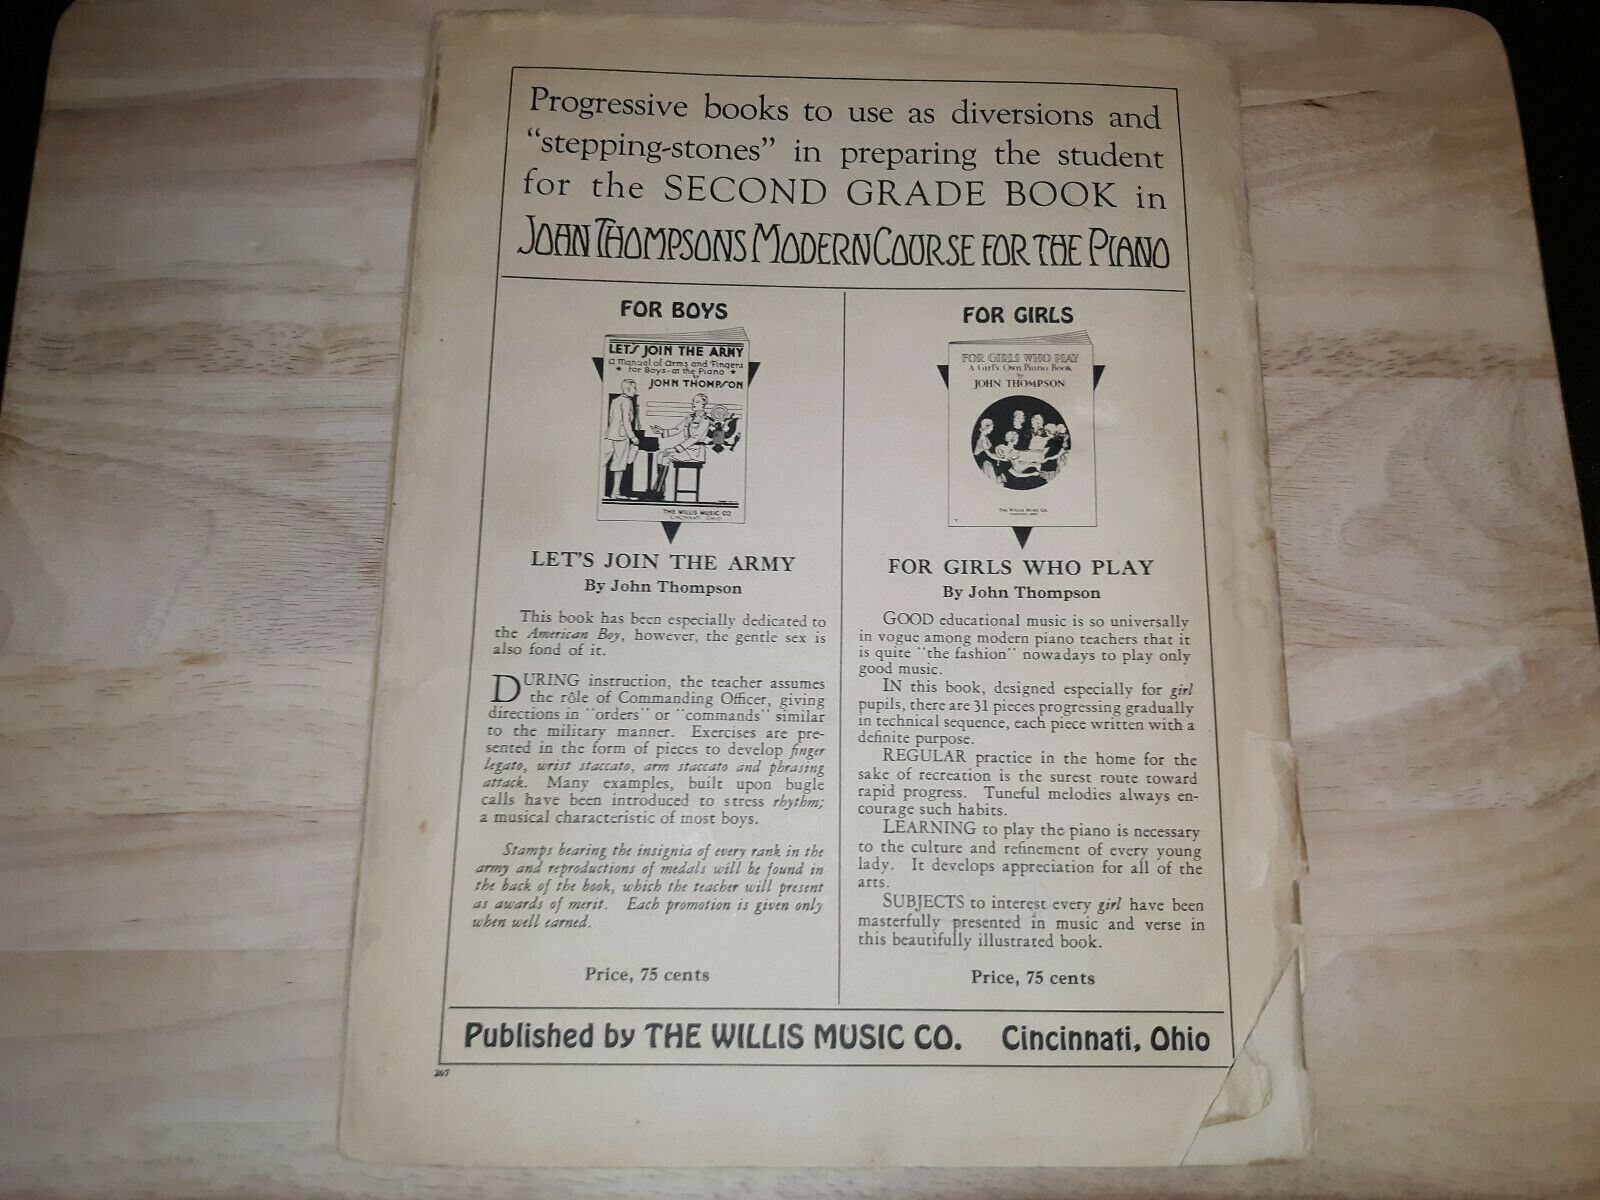 Progressive books to use as diversions and
“stepping-stones” in preparing the student
for the SECOND GRADE BOOK in
JOHN THOMPSONS MODERN COURSE FOR THE PIANO
FOR BOYS
LET'S JOIN THE ARMY
a manual of Arms and Fingers
★ for Boys-at the Piano ★
by
JOHN THOMPSON
THE WILLIS MUSIC CO
CINCINNATI OHIO
LET'S JOIN THE ARMY
By John Thompson
This book has been especially dedicated to
the American Boy, however, the gentle sex is
also fond of it.
DURING instruction, the teacher assumes
the rôle of Commanding Officer, giving
directions in “orders” or “commands” similar
to the military manner. Exercises are pre-
sented in the form of pieces to develop finger
legato, wrist staccato, arm staccato and phrasing
attack. Many examples, built upon bugle
calls have been introduced to stress rhythm;
a musical characteristic of most boys.
Stamps bearing the insignia of every rank in the
army and reproductions of medals will be found in
the back of the book, which the teacher will present
as awards of merit. Each promotion is given only
when well earned.
Price, 75 cents
FOR GIRLS
FOR GIRLS WHO PLAY
A Girl's Own Piano Book
by
JOHN THOMPSON
THE WILLIS MUSIC CO.
FOR GIRLS WHO PLAY
By John Thompson
GOOD educational music is so universally
in vogue among modern piano teachers that it
is quite “the fashion” nowadays to play only
good music.
IN this book, designed especially for girl
pupils, there are 31 pieces progressing gradually
in technical sequence, each piece written with a
definite purpose.
REGULAR practice in the home for the
sake of recreation is the surest route toward
rapid progress. Tuneful melodies always en-
courage such habits.
LEARNING to play the piano is necessary
to the culture and refinement of every young
lady. It develops appreciation for all of the
arts.
SUBJECTS to interest every girl have been
masterfully presented in music and verse in
this beautifully illustrated book.
Price, 75 cents
Published by THE WILLIS MUSIC CO. Cincinnati, Ohio
267